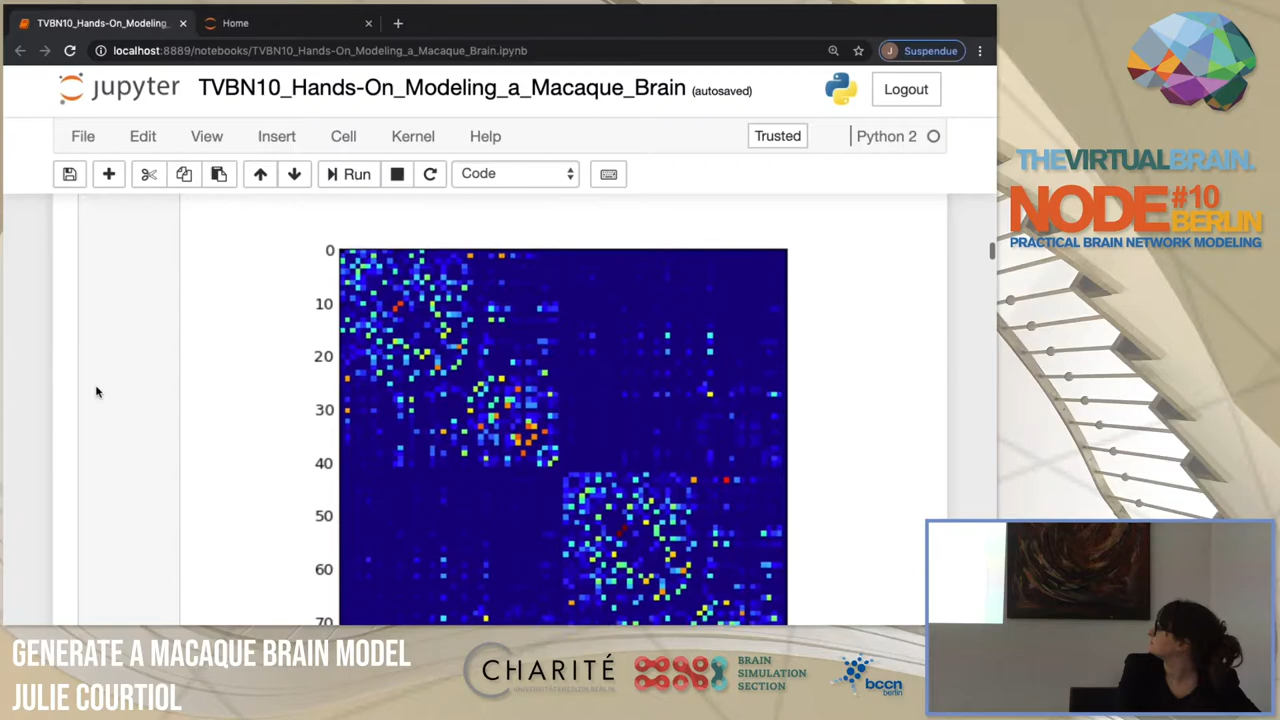 TVBN10_Hands-On_Modeling_
Home
localhost:8889/notebooks/TVBN10_Hands-On_Modeling_a_Macaque_Brain.ipynb
J Suspendue
jupyter TVBN10_Hands-On_Modeling_a_Macaque_Brain (autosaved)
Logout
File Edit View Insert Cell Kernel Help
Trusted
Python 2
Run
Code
0
10
20
30
40
50
60
70
THEVIRTUALBRAIN.
NODE #10
BERLIN
PRACTICAL BRAIN NETWORK MODELING
GENERATE A MACAQUE BRAIN MODEL
JULIE COURTIOL
CHARITÉ
UNIVERSITÄTSMEDIZIN BERLIN
BRAIN
SIMULATION
SECTION
bccn
berlin